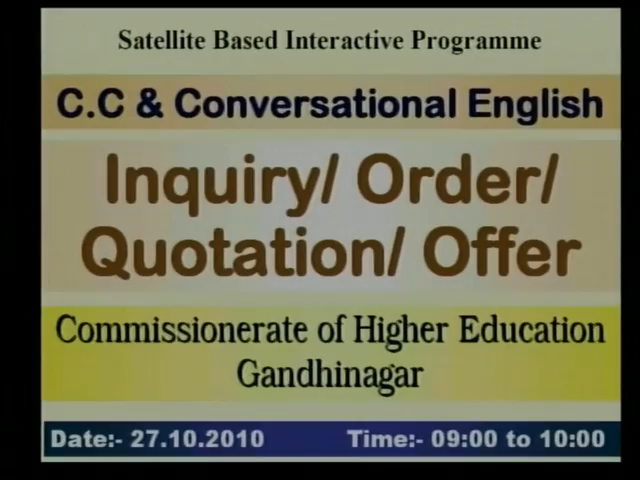 Satellite Based Interactive Programme
C.C & Conversational English
Inquiry/ Order/
Quotation/ Offer
Commissionerate of Higher Education
Gandhinagar
Date:- 27.10.2010 Time:- 09:00 to 10:00